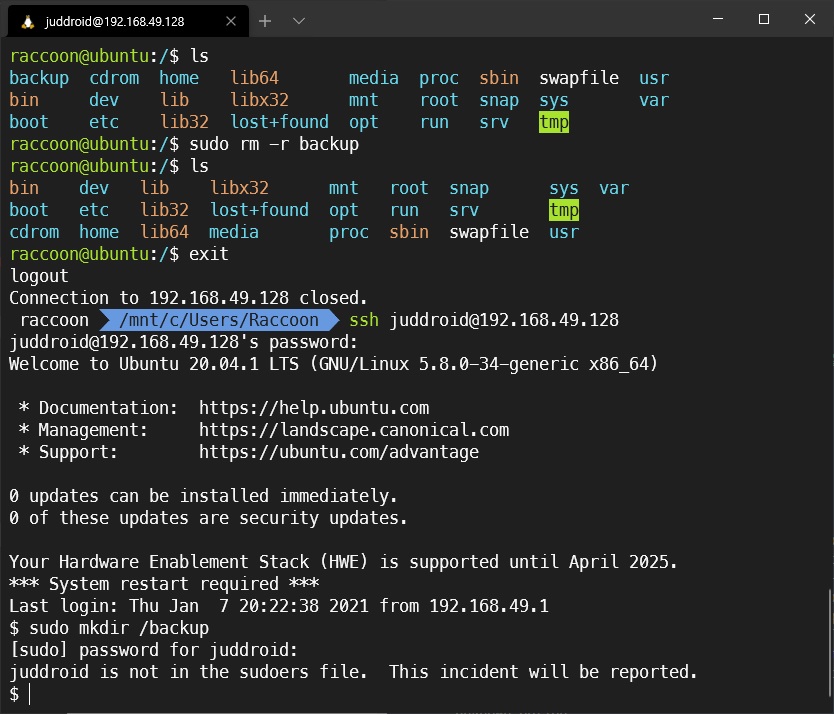 juddroid@192.168.49.128
raccoon@ubuntu:/$ ls
backup  cdrom  home   lib64       media  proc  sbin  swapfile  usr
bin     dev    lib    libx32      mnt    root  snap  sys       var
boot    etc    lib32  lost+found  opt    run   srv   tmp
raccoon@ubuntu:/$ sudo rm -r backup
raccoon@ubuntu:/$ ls
bin    dev   lib    libx32      mnt   root  snap      sys  var
boot   etc   lib32  lost+found  opt   run   srv       tmp
cdrom  home  lib64  media       proc  sbin  swapfile  usr
raccoon@ubuntu:/$ exit
logout
Connection to 192.168.49.128 closed.
raccoon /mnt/c/Users/Raccoon ssh juddroid@192.168.49.128
juddroid@192.168.49.128's password:
Welcome to Ubuntu 20.04.1 LTS (GNU/Linux 5.8.0-34-generic x86_64)
* Documentation:  https://help.ubuntu.com
* Management:     https://landscape.canonical.com
* Support:        https://ubuntu.com/advantage
0 updates can be installed immediately.
0 of these updates are security updates.
Your Hardware Enablement Stack (HWE) is supported until April 2025.
*** System restart required ***
Last login: Thu Jan  7 20:22:38 2021 from 192.168.49.1
$ sudo mkdir /backup
[sudo] password for juddroid:
juddroid is not in the sudoers file.  This incident will be reported.
$